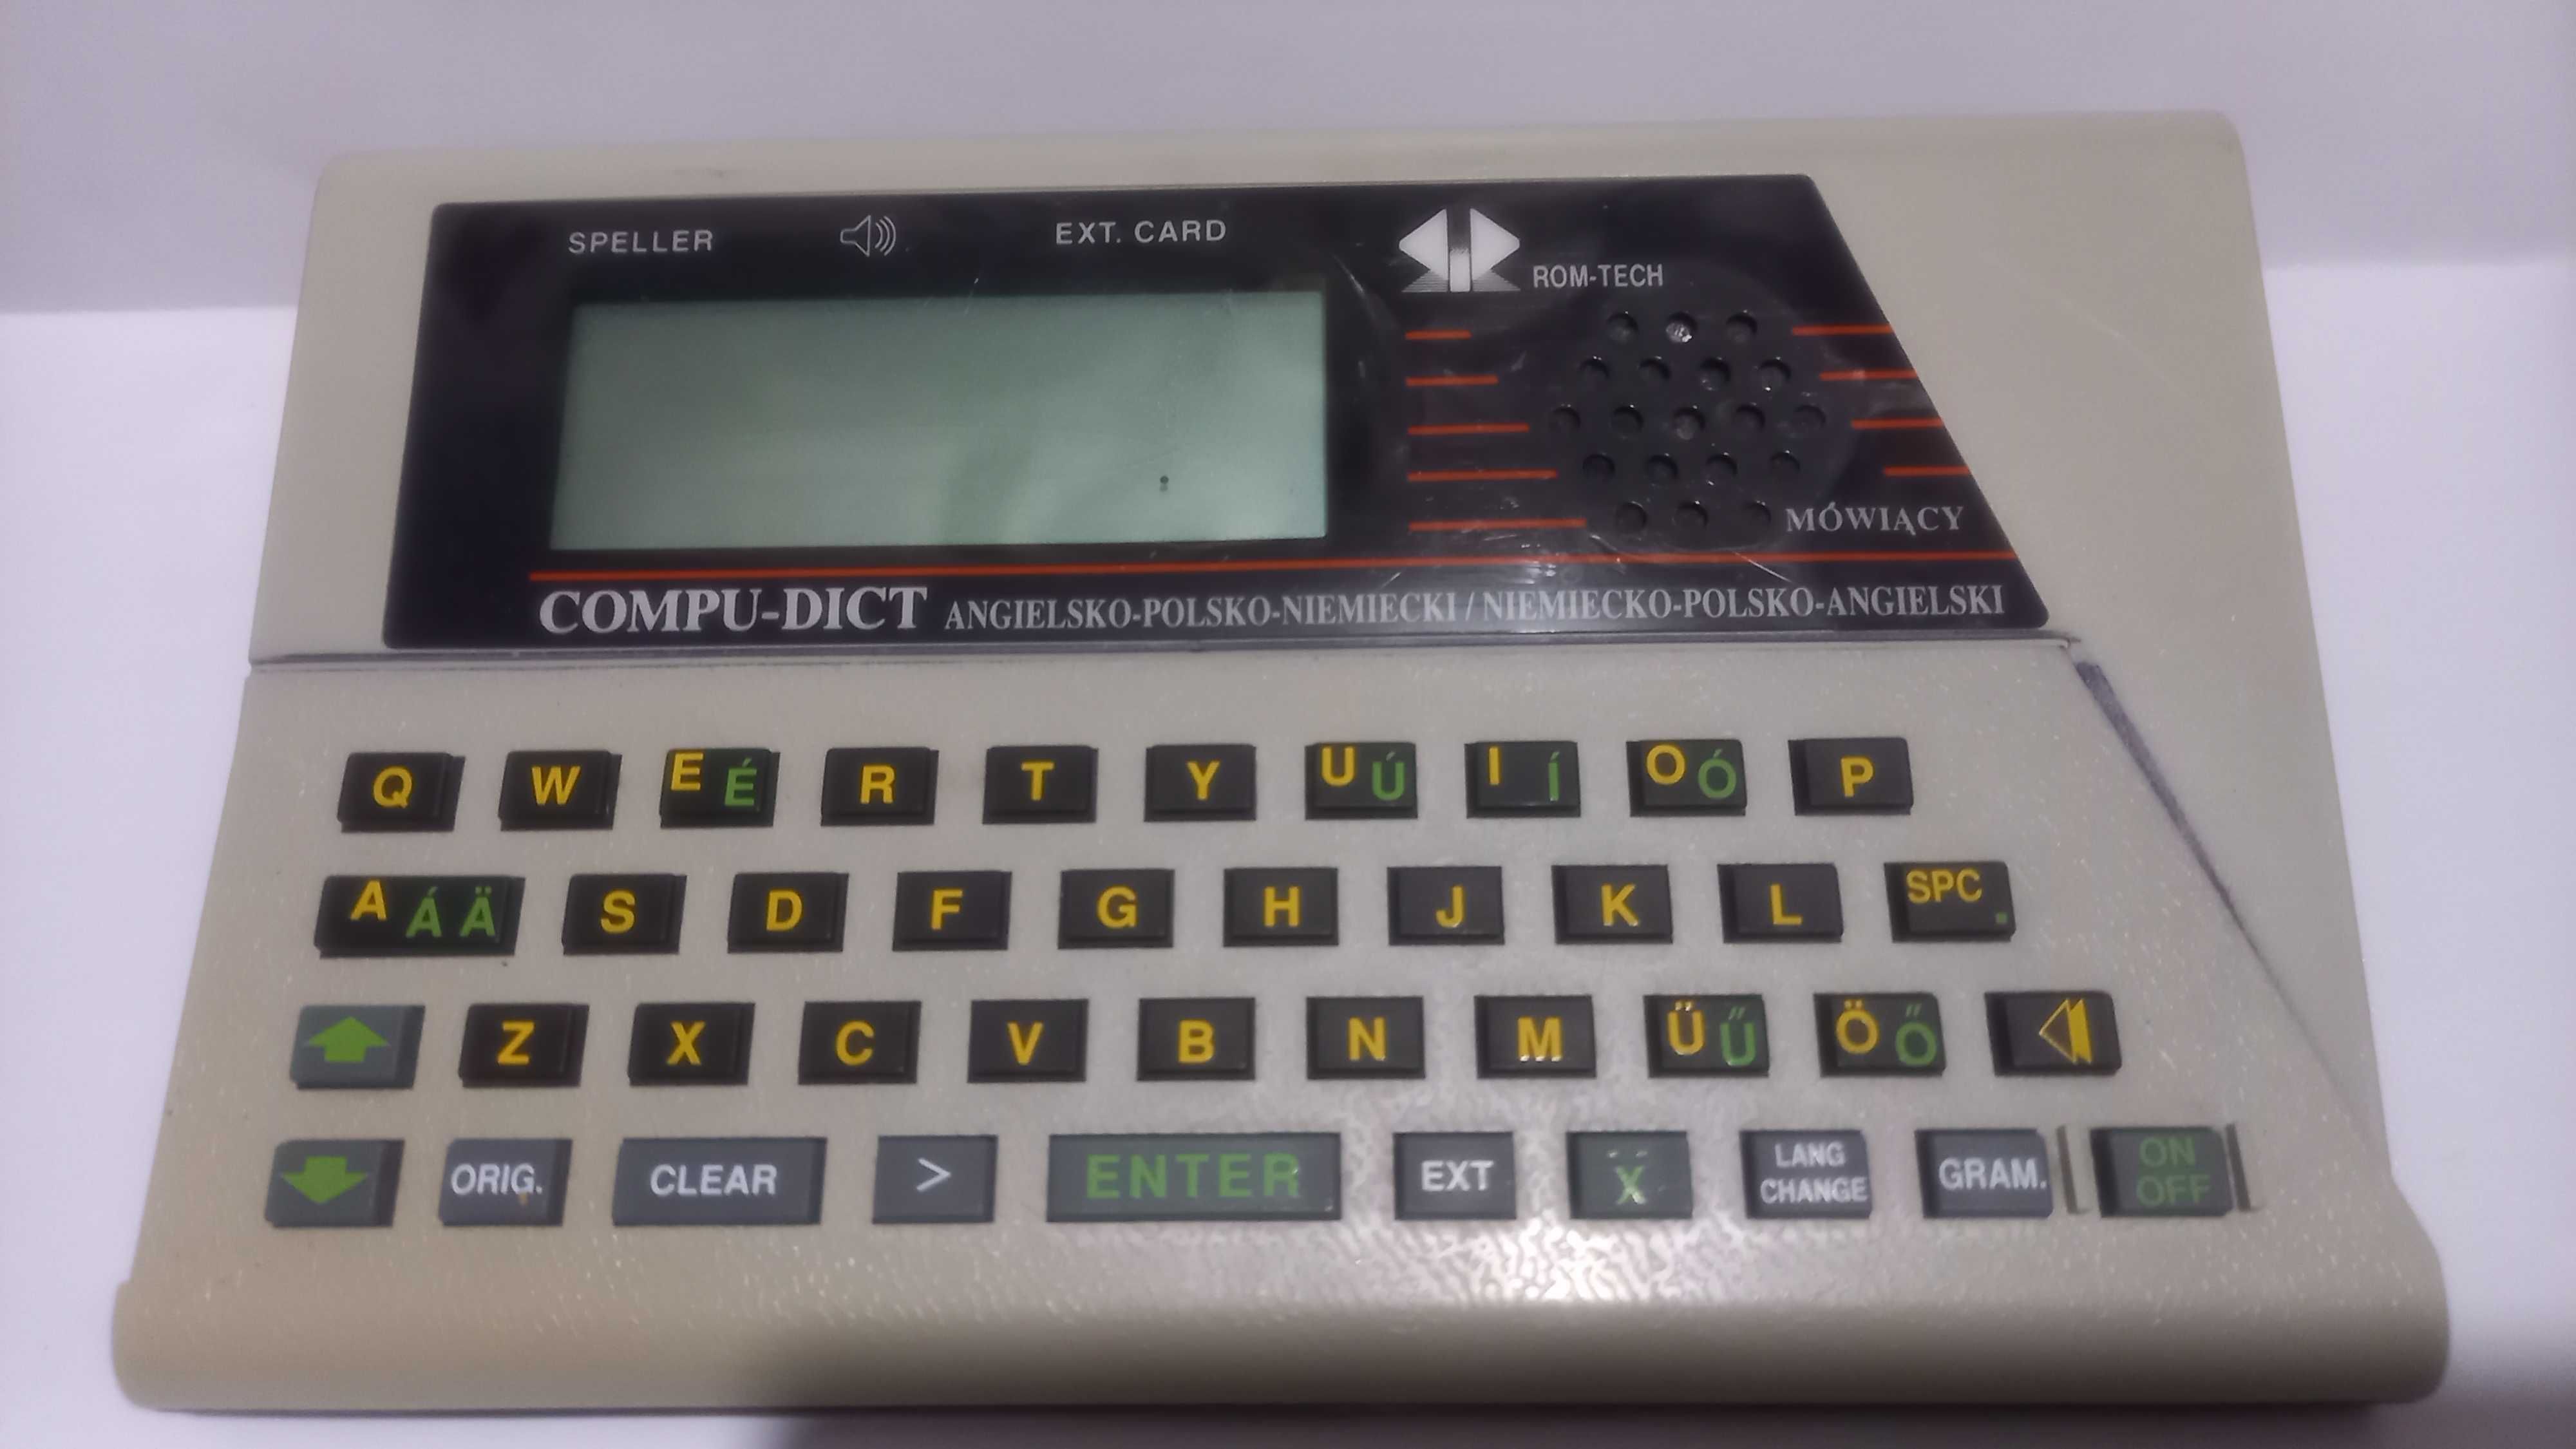 SPELLER EXT. CARD
ROM-TECH
MÓWIĄCY
COMPU-DICT ANGIELSKO-POLSKO-NIEMIECKI / NIEMIECKO-POLSKO-ANGIELSKI
Q W E É R T Y U Ú I Í O Ó P
A Á Ä S D F G H J K L SPC .
Z X C V B N M Ü Ű Ö Ő
ORIG. CLEAR > ENTER EXT Ẍ LANG CHANGE GRAM. ON OFF